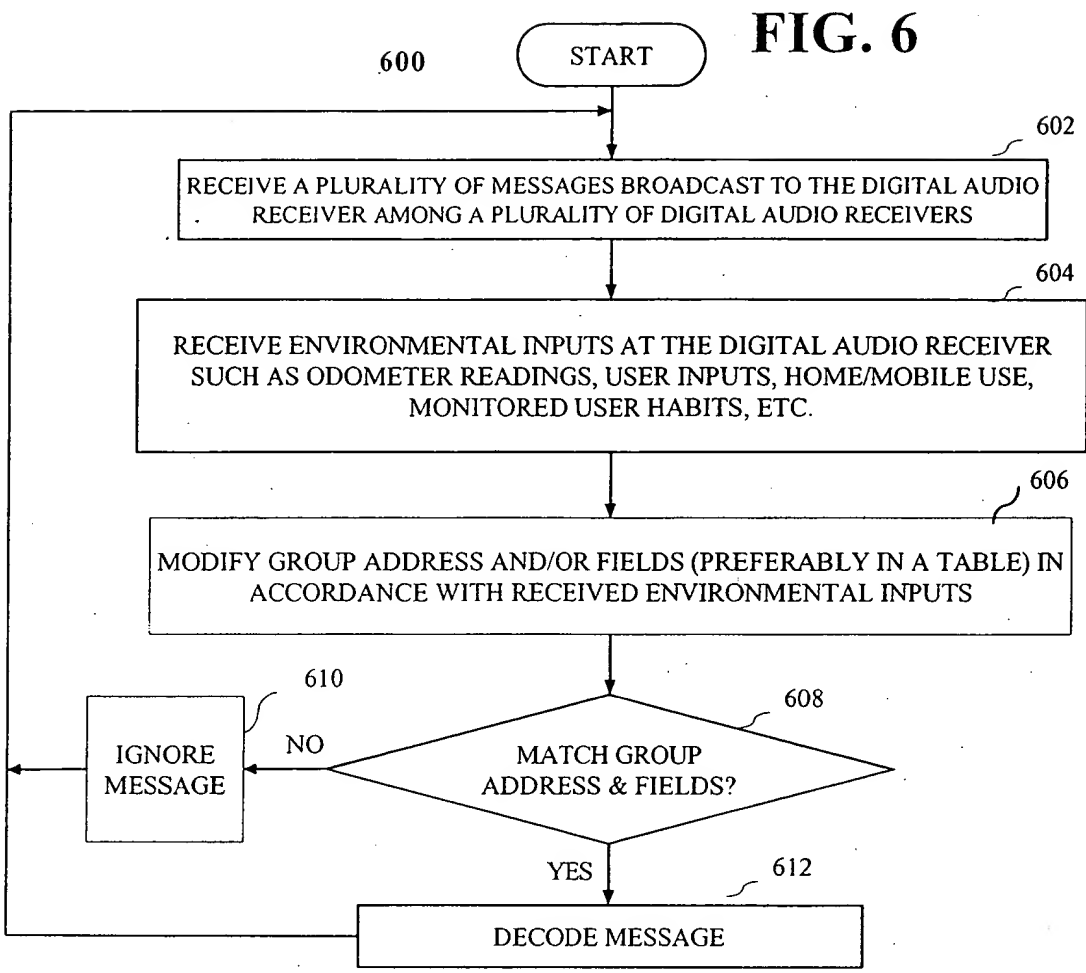 FIG. 6
600
START
602
RECEIVE A PLURALITY OF MESSAGES BROADCAST TO THE DIGITAL AUDIO
RECEIVER AMONG A PLURALITY OF DIGITAL AUDIO RECEIVERS
604
RECEIVE ENVIRONMENTAL INPUTS AT THE DIGITAL AUDIO RECEIVER
SUCH AS ODOMETER READINGS, USER INPUTS, HOME/MOBILE USE,
MONITORED USER HABITS, ETC.
606
MODIFY GROUP ADDRESS AND/OR FIELDS (PREFERABLY IN A TABLE) IN
ACCORDANCE WITH RECEIVED ENVIRONMENTAL INPUTS
608
MATCH GROUP
ADDRESS & FIELDS?
NO
610
IGNORE
MESSAGE
YES
612
DECODE MESSAGE